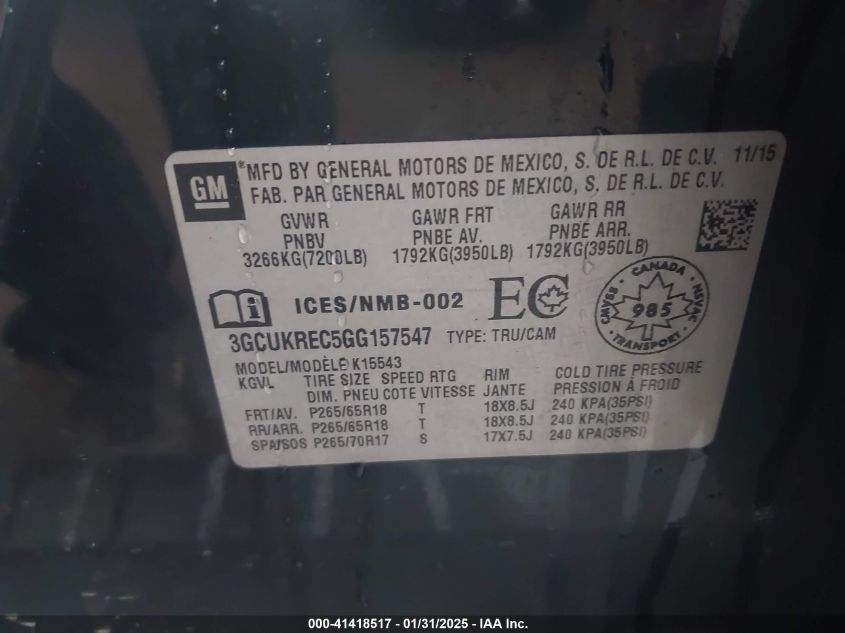 GM
®MFD BY GENERAL MOTORS DE MEXICO, S. DE R.L. DE C.V. 11/15
FAB. PAR GENERAL MOTORS DE MEXICO, S. DE R.L. DE C.V.
GVWR GAWR FRT GAWR RR
PNBV PNBE AV. PNBE ARR.
3266KG(7200LB) 1792KG(3950LB) 1792KG(3950LB)
i ICES/NMB-002 EC
CANADA CMVSS 985 NSVAC TRANSPORT
3GCUKREC5GG157547 TYPE: TRU/CAM
MODEL/MODÈLE K15543
KGVL TIRE SIZE SPEED RTG RIM COLD TIRE PRESSURE
DIM. PNEU COTE VITESSE JANTE PRESSION À FROID
FRT/AV. P265/65R18 T 18X8.5J 240 KPA(35PSI)
RR/ARR. P265/65R18 T 18X8.5J 240 KPA(35PSI)
SPA/SOS P265/70R17 S 17X7.5J 240 KPA(35PSI)
000-41418517 - 01/31/2025 - IAA Inc.